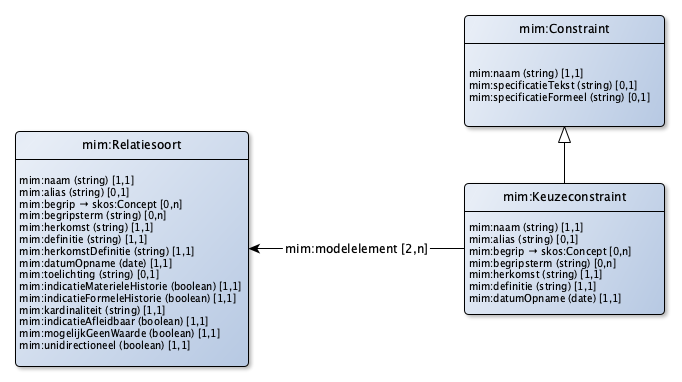 mim:Constraint
mim:naam (string) [1,1]
mim:specificatieTekst (string) [0,1]
mim:specificatieFormeel (string) [0,1]
mim:Relatiesoort
mim:naam (string) [1,1]
mim:alias (string) [0,1]
mim:begrip → skos:Concept [0,n]
mim:begripsterm (string) [0,n]
mim:herkomst (string) [1,1]
mim:definitie (string) [1,1]
mim:herkomstDefinitie (string) [1,1]
mim:datumOpname (date) [1,1]
mim:toelichting (string) [0,1]
mim:indicatieMaterieleHistorie (boolean) [1,1]
mim:indicatieFormeleHistorie (boolean) [1,1]
mim:kardinaliteit (string) [1,1]
mim:indicatieAfleidbaar (boolean) [1,1]
mim:mogelijkGeenWaarde (boolean) [1,1]
mim:unidirectioneel (boolean) [1,1]
mim:modelelement [2,n]
mim:Keuzeconstraint
mim:naam (string) [1,1]
mim:alias (string) [0,1]
mim:begrip → skos:Concept [0,n]
mim:begripsterm (string) [0,n]
mim:herkomst (string) [1,1]
mim:definitie (string) [1,1]
mim:datumOpname (date) [1,1]